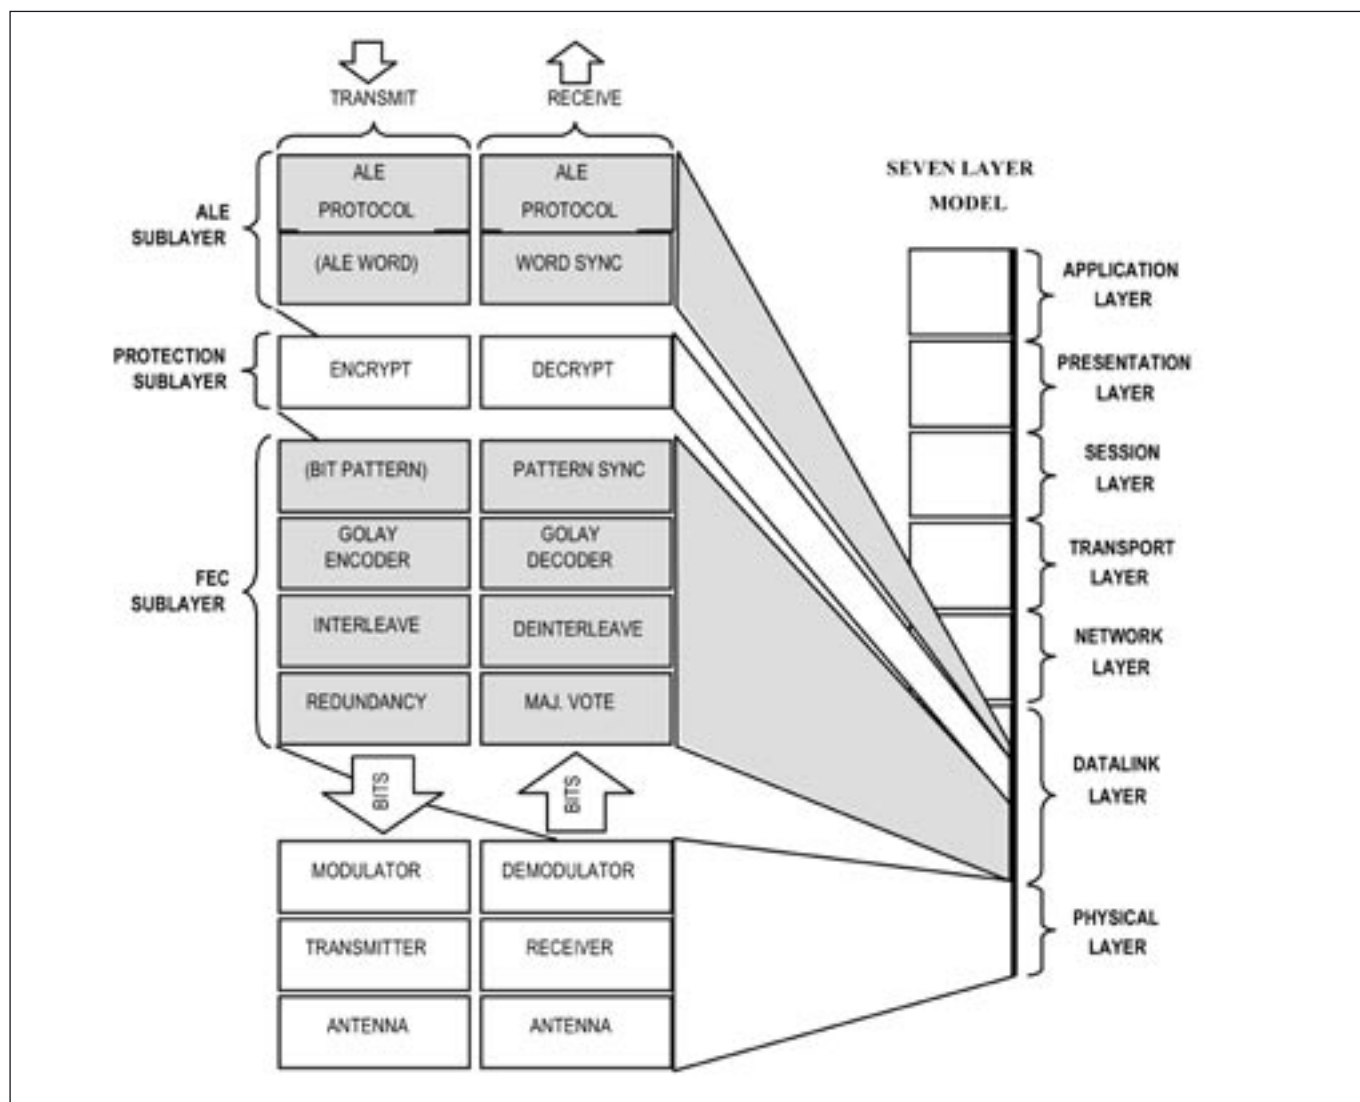 TRANSMIT
RECEIVE
ALE
SUBLAYER
ALE
PROTOCOL
ALE
PROTOCOL
(ALE WORD)
WORD SYNC
PROTECTION
SUBLAYER
ENCRYPT
DECRYPT
FEC
SUBLAYER
(BIT PATTERN)
PATTERN SYNC
GOLAY
ENCODER
GOLAY
DECODER
INTERLEAVE
DEINTERLEAVE
REDUNDANCY
MAJ. VOTE
BITS
BITS
MODULATOR
DEMODULATOR
TRANSMITTER
RECEIVER
ANTENNA
ANTENNA
SEVEN LAYER
MODEL
APPLICATION
LAYER
PRESENTATION
LAYER
SESSION
LAYER
TRANSPORT
LAYER
NETWORK
LAYER
DATALINK
LAYER
PHYSICAL
LAYER